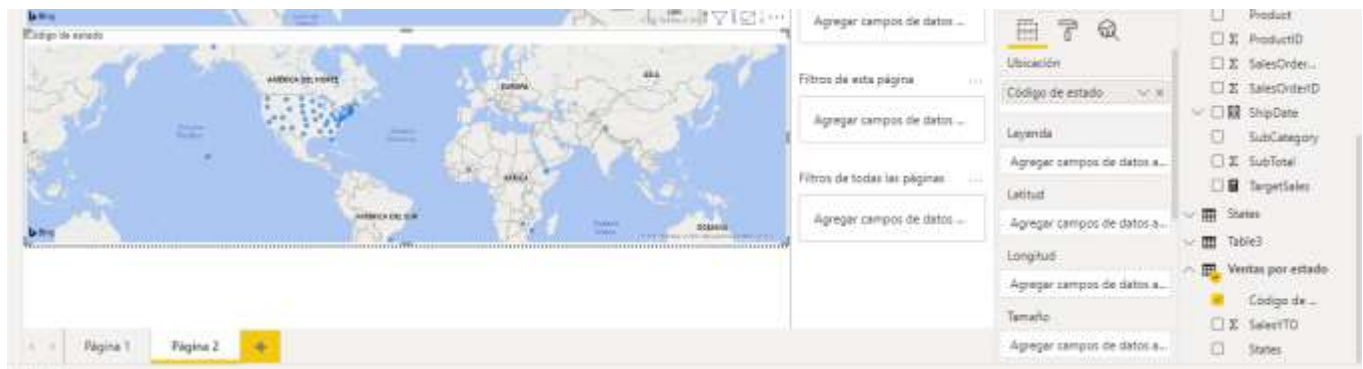 Bing
Código de estado
AMÉRICA DEL NORTE
EUROPA
ASIA
ÁFRICA
AMÉRICA DEL SUR
OCEANÍA
Bing
Página 1
Página 2
Agregar campos de datos ...
Filtros de esta página
Agregar campos de datos ...
Filtros de todas las páginas
Agregar campos de datos ...
Ubicación
Código de estado
Leyenda
Agregar campos de datos a...
Latitud
Agregar campos de datos a...
Longitud
Agregar campos de datos a...
Tamaño
Agregar campos de datos a...
Product
ProductID
SalesOrder...
SalesOrderID
ShipDate
SubCategory
SubTotal
TargetSales
States
Table3
Ventas por estado
Código de ...
SalesYTD
States